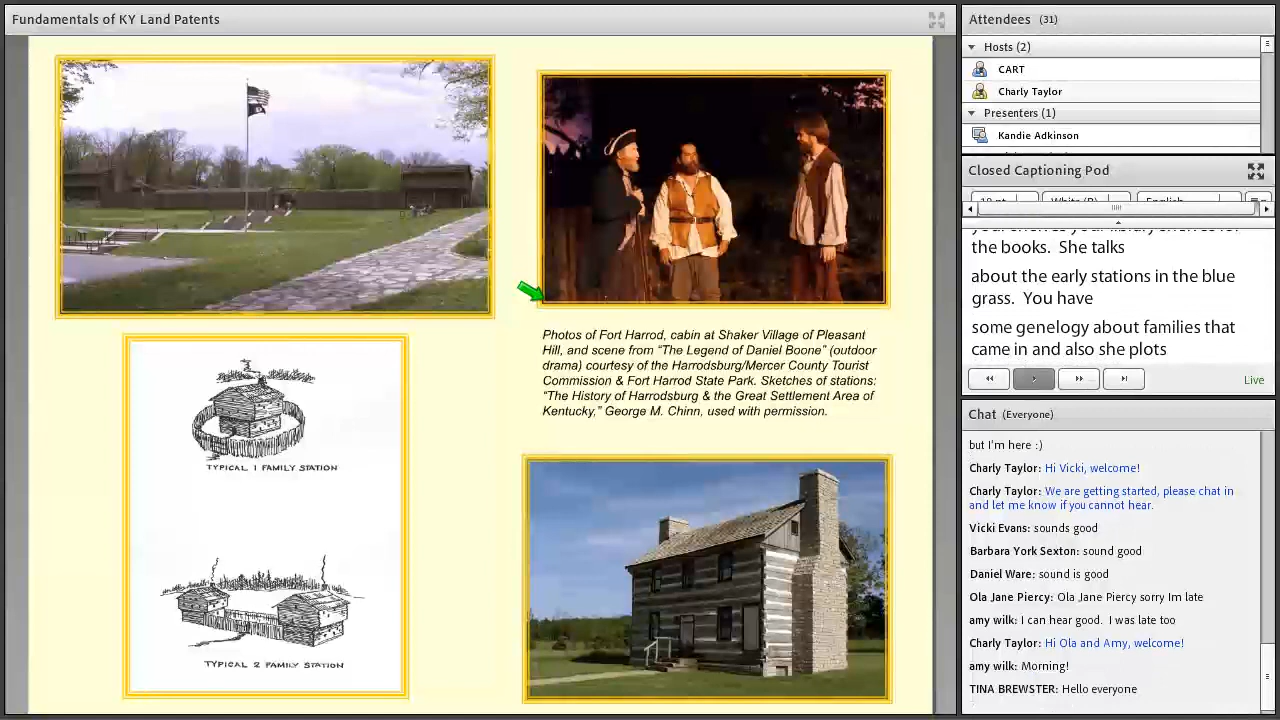 Fundamentals of KY Land Patents
Photos of Fort Harrod, cabin at Shaker Village of Pleasant
Hill, and scene from “The Legend of Daniel Boone” (outdoor
drama) courtesy of the Harrodsburg/Mercer County Tourist
Commission & Fort Harrod State Park. Sketches of stations:
“The History of Harrodsburg & the Great Settlement Area of
Kentucky,” George M. Chinn, used with permission.
TYPICAL 1 FAMILY STATION
TYPICAL 2 FAMILY STATION
Attendees (31)
Hosts (2)
CART
Charly Taylor
Presenters (1)
Kandie Adkinson
Closed Captioning Pod
the books. She talks
about the early stations in the blue
grass. You have
some genelogy about families that
came in and also she plots
Live
Chat (Everyone)
but I'm here :)
Charly Taylor: Hi Vicki, welcome!
Charly Taylor: We are getting started, please chat in
and let me know if you cannot hear.
Vicki Evans: sounds good
Barbara York Sexton: sound good
Daniel Ware: sound is good
Ola Jane Piercy: Ola Jane Piercy sorry Im late
amy wilk: I can hear good. I was late too
Charly Taylor: Hi Ola and Amy, welcome!
amy wilk: Morning!
TINA BREWSTER: Hello everyone